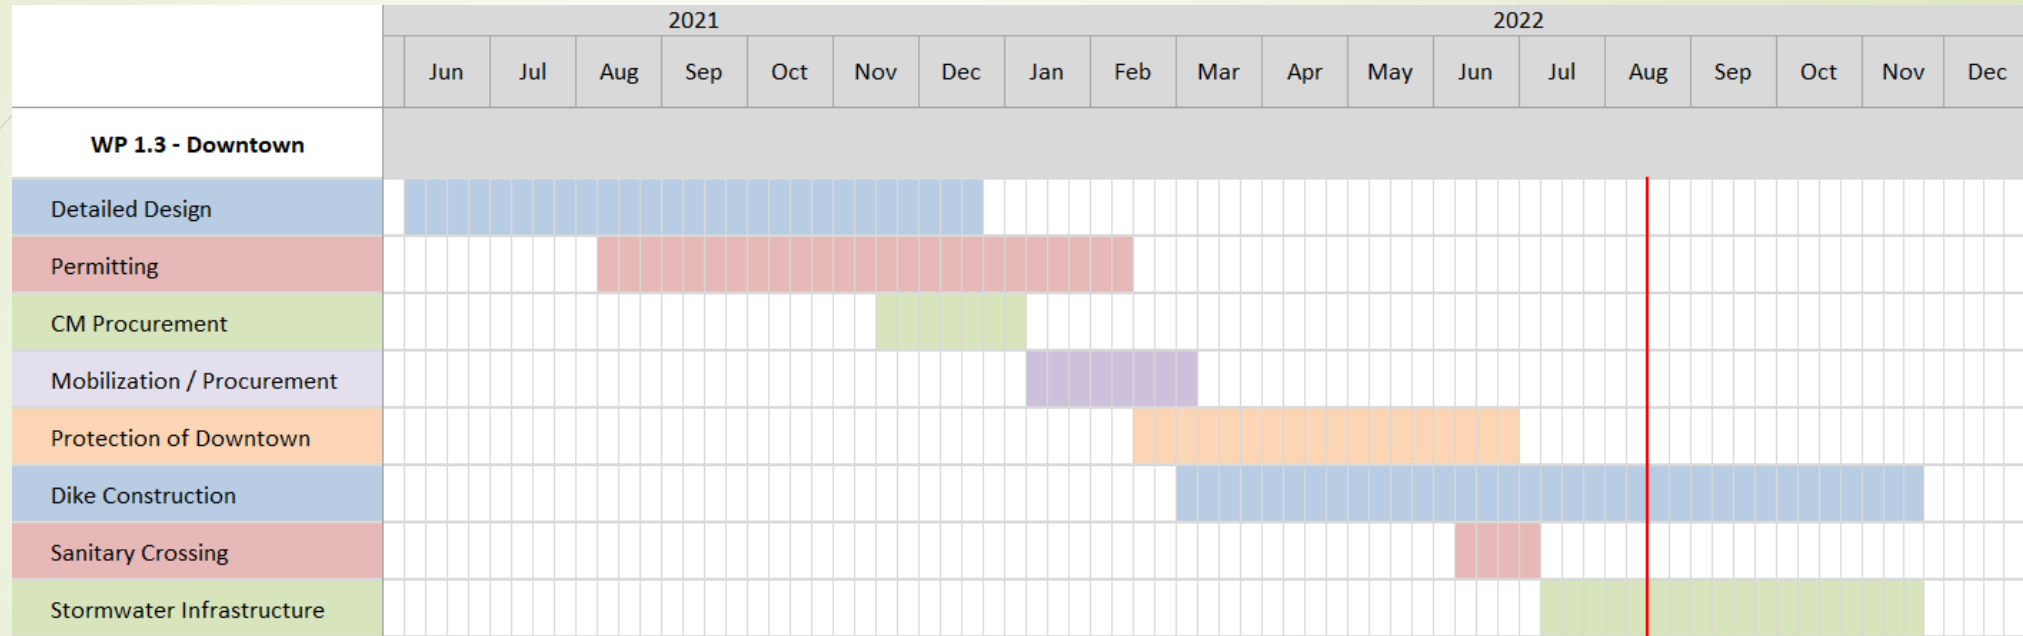 2021 2022
Jun Jul Aug Sep Oct Nov Dec Jan Feb Mar Apr May Jun Jul Aug Sep Oct Nov Dec
WP 1.3 - Downtown
Detailed Design
Permitting
CM Procurement
Mobilization / Procurement
Protection of Downtown
Dike Construction
Sanitary Crossing
Stormwater Infrastructure